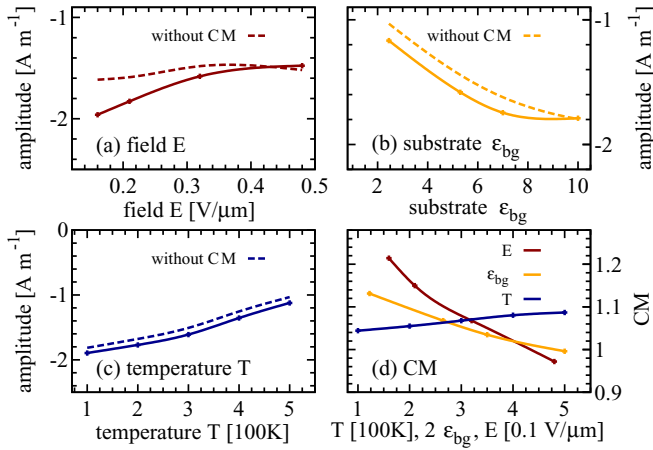 amplitude [A m⁻¹]
-1
-2
without CM
(a) field E
0.2
0.3
0.4
0.5
field E [V/μm]
without CM
(b) substrate ε_bg
2
4
6
8
10
substrate ε_bg
-1
-2
amplitude [A m⁻¹]
amplitude [A m⁻¹]
0
-1
-2
without CM
(c) temperature T
1
2
3
4
5
temperature T [100K]
E
ε_bg
T
(d) CM
1
2
3
4
5
T [100K], 2 ε_bg, E [0.1 V/μm]
1.2
1.1
1
0.9
CM